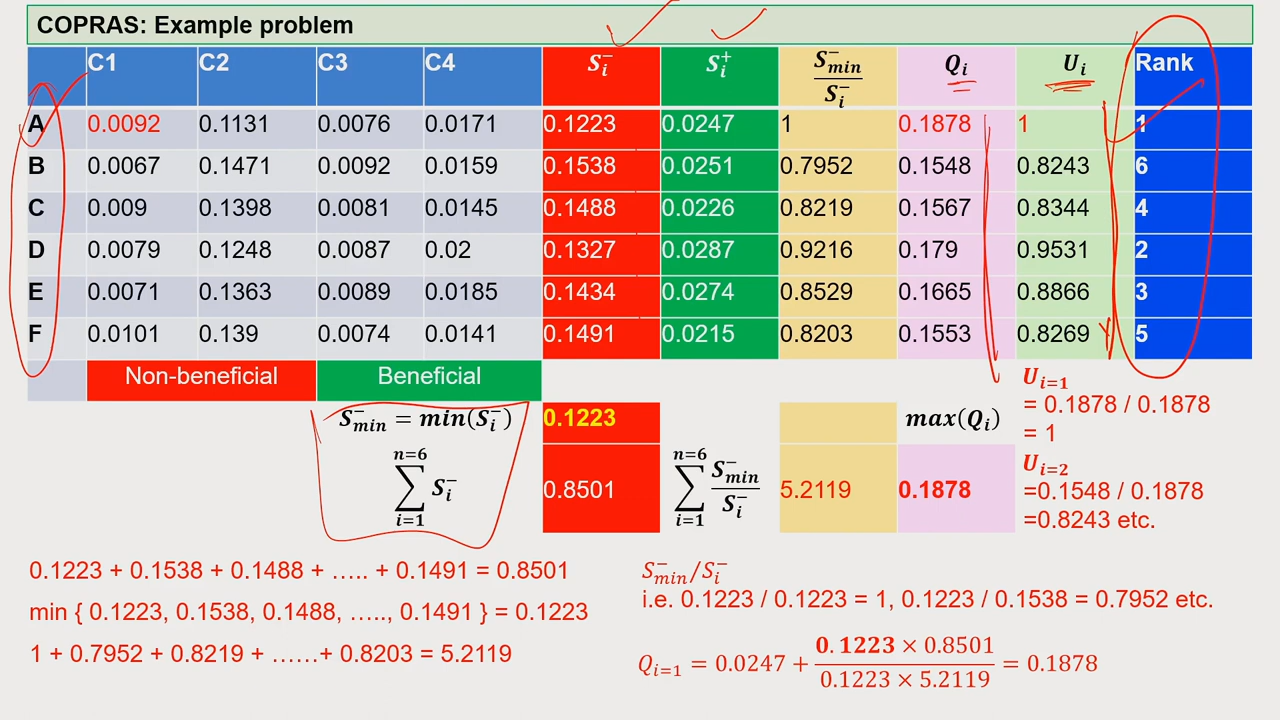 COPRAS: Example problem
C1 C2 C3 C4 S_i^- S_i^+ S_min^-/S_i^- Q_i U_i Rank
A 0.0092 0.1131 0.0076 0.0171 0.1223 0.0247 1 0.1878 1 1
B 0.0067 0.1471 0.0092 0.0159 0.1538 0.0251 0.7952 0.1548 0.8243 6
C 0.009 0.1398 0.0081 0.0145 0.1488 0.0226 0.8219 0.1567 0.8344 4
D 0.0079 0.1248 0.0087 0.02 0.1327 0.0287 0.9216 0.179 0.9531 2
E 0.0071 0.1363 0.0089 0.0185 0.1434 0.0274 0.8529 0.1665 0.8866 3
F 0.0101 0.139 0.0074 0.0141 0.1491 0.0215 0.8203 0.1553 0.8269 5
Non-beneficial Beneficial
S_min^- = min(S_i^-) 0.1223 max(Q_i)
∑_{i=1}^{n=6} S_i^- 0.8501 ∑_{i=1}^{n=6} S_min^-/S_i^- 5.2119 0.1878
U_{i=1}
= 0.1878 / 0.1878
= 1
U_{i=2}
=0.1548 / 0.1878
=0.8243 etc.
0.1223 + 0.1538 + 0.1488 + ….. + 0.1491 = 0.8501
min { 0.1223, 0.1538, 0.1488, ….., 0.1491 } = 0.1223
1 + 0.7952 + 0.8219 + ……+ 0.8203 = 5.2119
S_min^-/S_i^-
i.e. 0.1223 / 0.1223 = 1, 0.1223 / 0.1538 = 0.7952 etc.
Q_{i=1} = 0.0247 + (0.1223 × 0.8501)/(0.1223 × 5.2119) = 0.1878